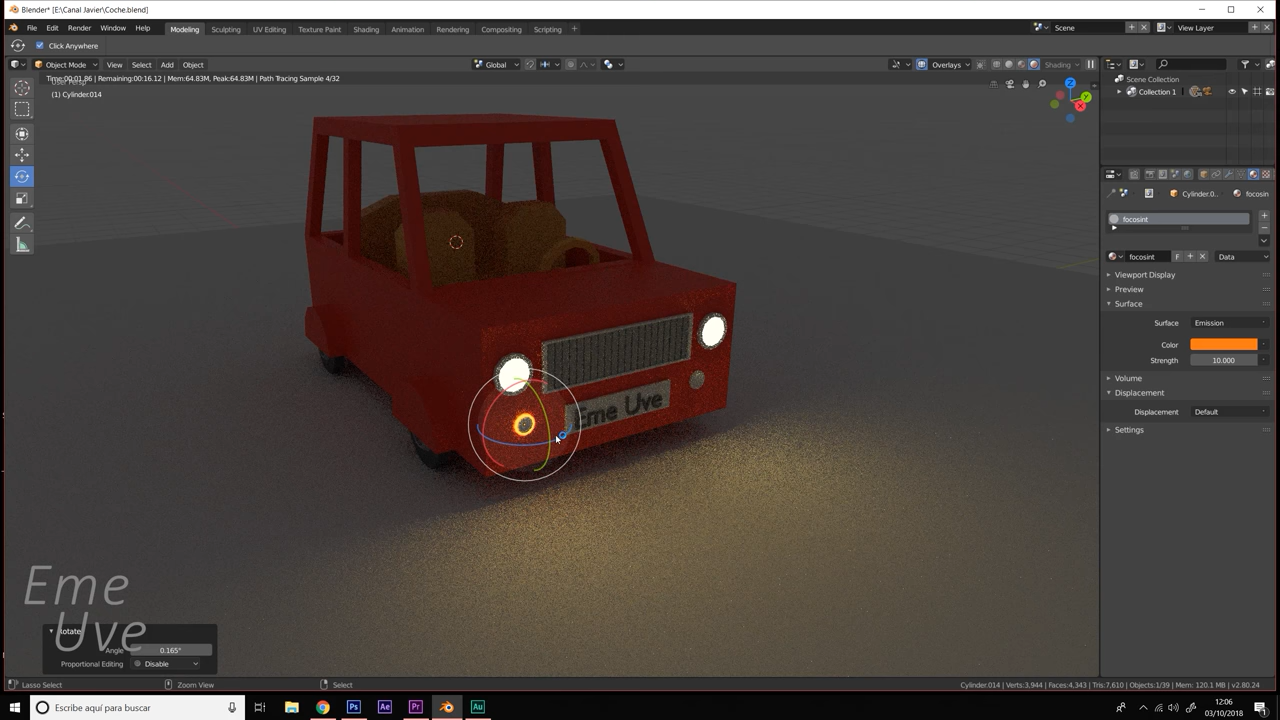 Blender* [E:\Canal Javier\Coche.blend]
File Edit Render Window Help
Modeling Sculpting UV Editing Texture Paint Shading Animation Rendering Compositing Scripting +
Scene
View Layer
Click Anywhere
Object Mode View Select Add Object
Global
Overlays
Shading
Time:00:01.86 | Remaining:00:16.12 | Mem:64.83M, Peak:64.83M | Path Tracing Sample 4/32
(1) Cylinder.014
Scene Collection
Collection 1
Cylinder.0..
focosin
focosint
focosint
F
Data
Viewport Display
Preview
Surface
Surface Emission
Color
Strength 10.000
Volume
Displacement
Displacement Default
Settings
Z
Y
X
Eme Uve
Eme
Uve
Rotate
Angle 0.165°
Proportional Editing Disable
Lasso Select
Zoom View
Select
Cylinder.014 | Verts:3.944 | Faces:4,343 | Tris:7,610 | Objects:1/39 | Mem: 120.1 MB | v2.80.24
Escribe aquí para buscar
Ps
Ae
Pr
Au
12:06
03/10/2018
1